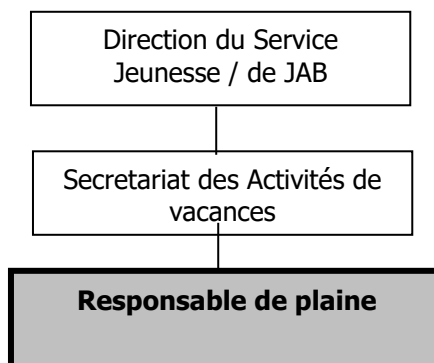 Direction du Service
Jeunesse / de JAB
Secretariat des Activités de
vacances
Responsable de plaine